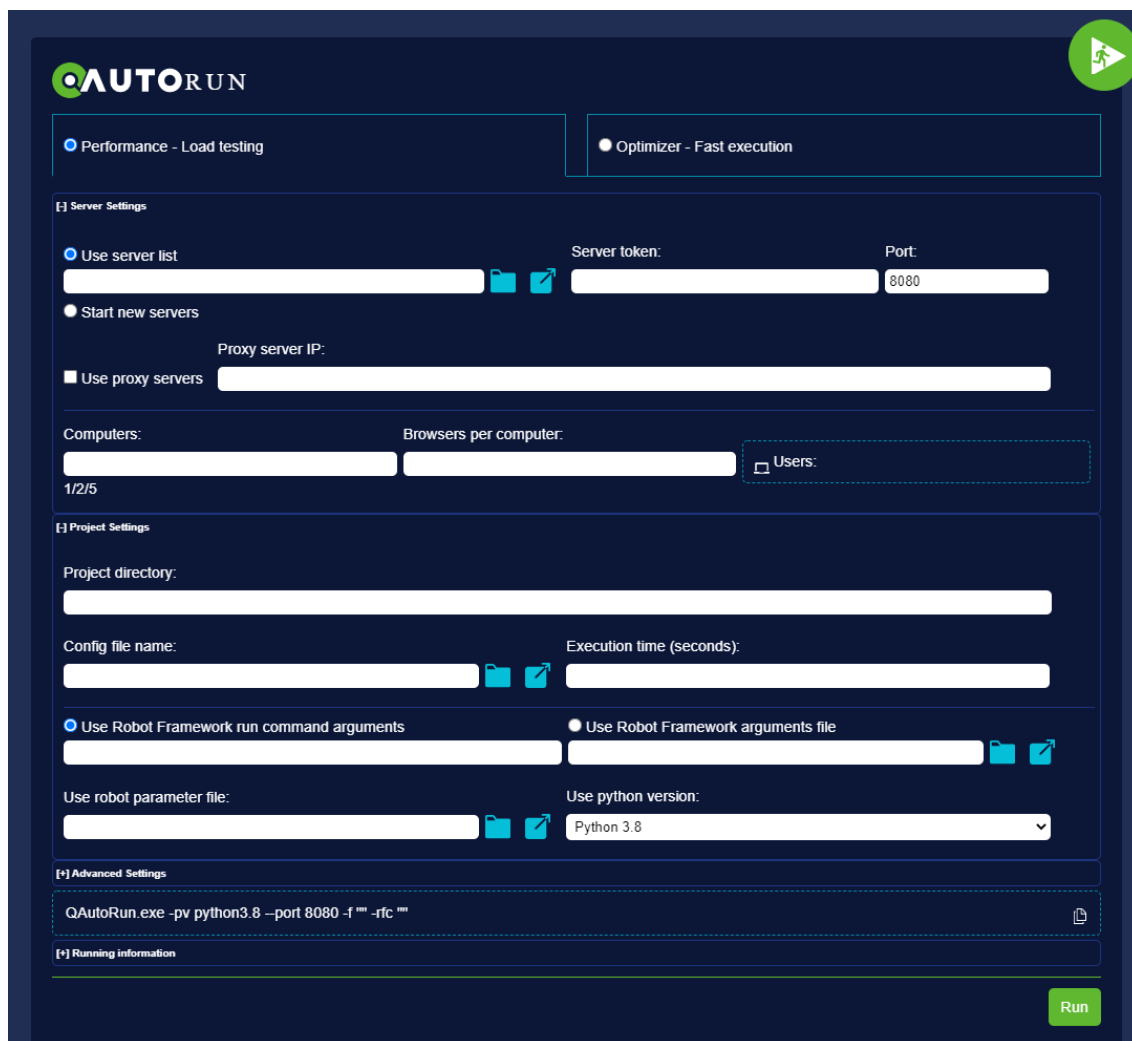 QAUTORUN
Performance - Load testing
Optimizer - Fast execution
[-] Server Settings
Use server list
Server token:
Port:
8080
Start new servers
Proxy server IP:
Use proxy servers
Computers:
Browsers per computer:
Users:
1/2/5
[-] Project Settings
Project directory:
Config file name:
Execution time (seconds):
Use Robot Framework run command arguments
Use Robot Framework arguments file
Use robot parameter file:
Use python version:
Python 3.8
[+] Advanced Settings
QAutoRun.exe -pv python3.8 --port 8080 -f "" -rfc ""
[+] Running information
Run